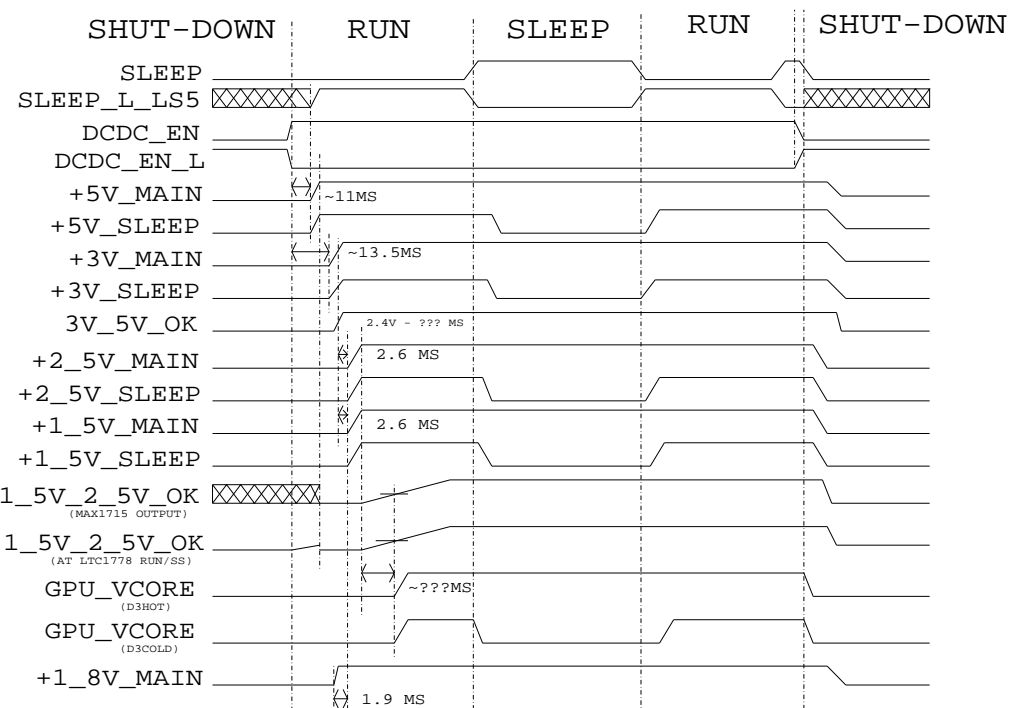 SHUT-DOWN RUN SLEEP RUN SHUT-DOWN
SLEEP
SLEEP_L_LS5
DCDC_EN
DCDC_EN_L
+5V_MAIN
~11MS
+5V_SLEEP
+3V_MAIN
~13.5MS
+3V_SLEEP
3V_5V_OK
2.4V - ??? MS
+2_5V_MAIN
2.6 MS
+2_5V_SLEEP
+1_5V_MAIN
2.6 MS
+1_5V_SLEEP
1_5V_2_5V_OK
(MAX1715 OUTPUT)
1_5V_2_5V_OK
(AT LTC1778 RUN/SS)
GPU_VCORE
(D3HOT)
~???MS
GPU_VCORE
(D3COLD)
+1_8V_MAIN
1.9 MS